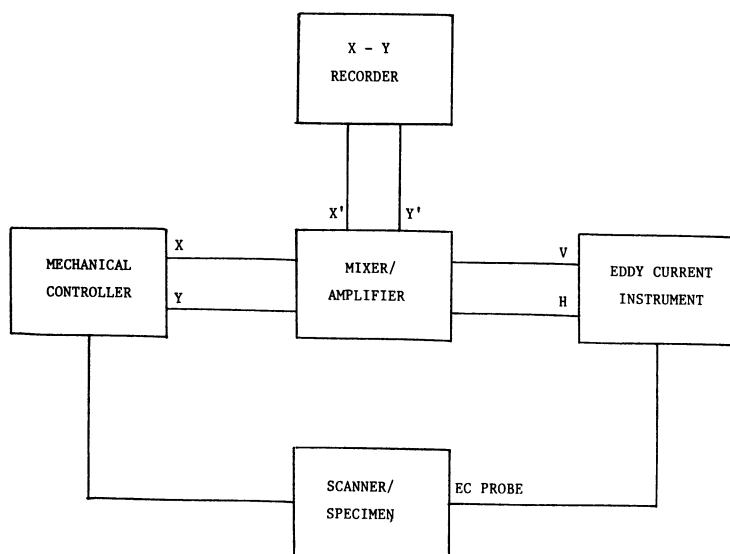 X - Y
RECORDER
X'
Y'
X
V
MECHANICAL
CONTROLLER
MIXER/
AMPLIFIER
EDDY CURRENT
INSTRUMENT
Y
H
SCANNER/
SPECIMEN
EC PROBE